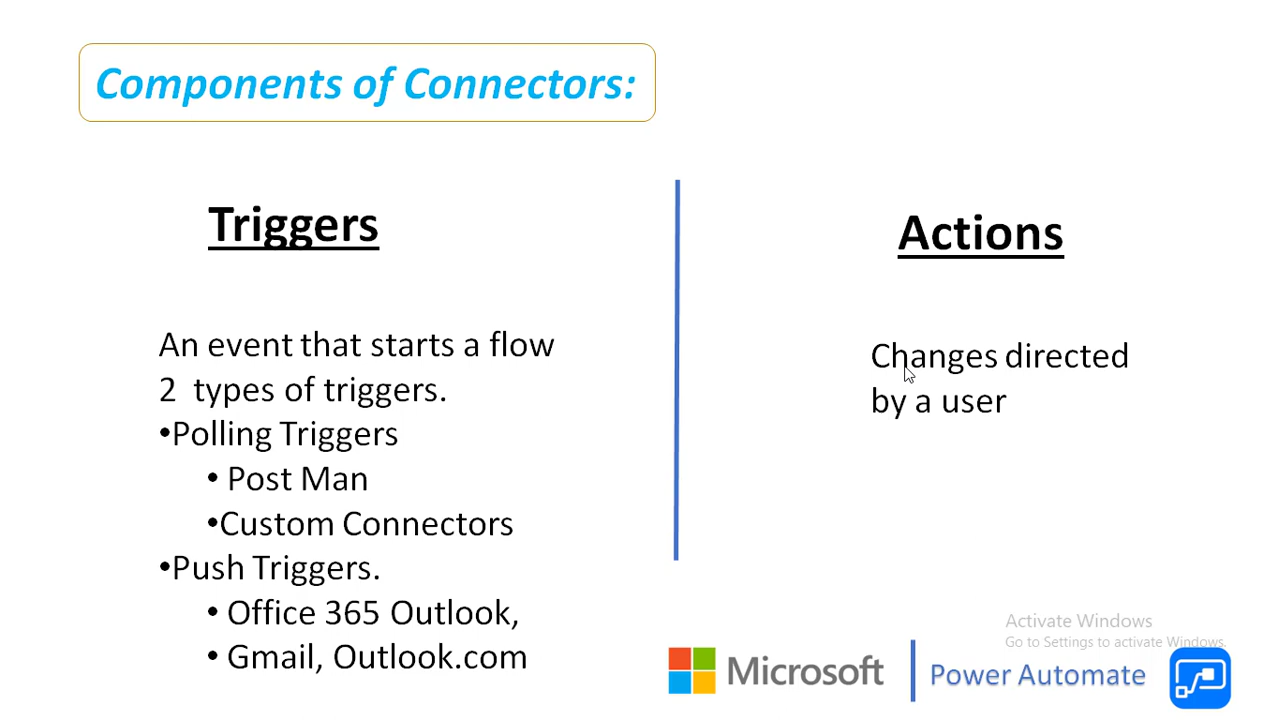 Components of Connectors:
Triggers
An event that starts a flow
2 types of triggers.
•Polling Triggers
• Post Man
•Custom Connectors
•Push Triggers.
• Office 365 Outlook,
• Gmail, Outlook.com
Actions
Changes directed
by a user
Activate Windows
Go to Settings to activate Windows.
Microsoft
Power Automate